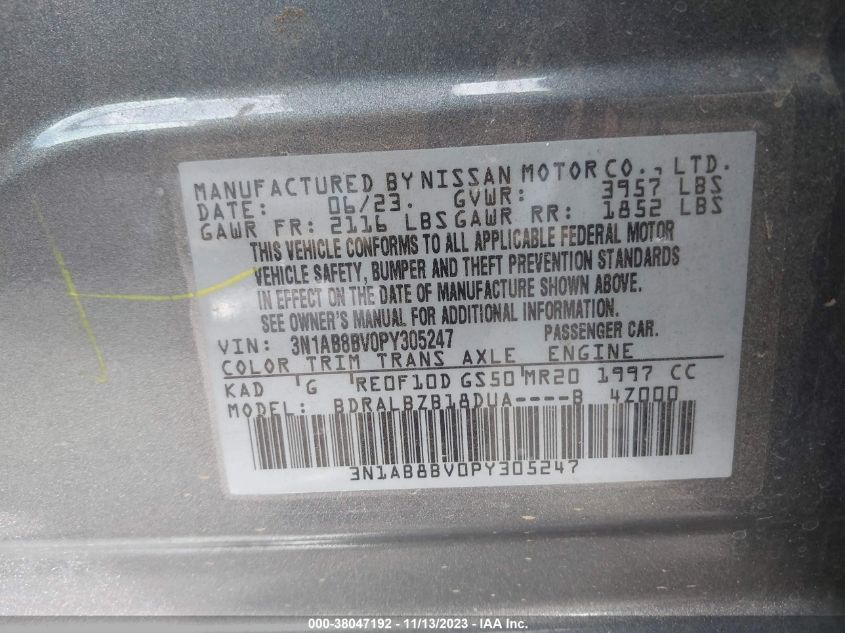 MANUFACTURED BY NISSAN MOTOR CO., LTD.
DATE: 06/23. GVWR: 3957 LBS
GAWR FR: 2116 LBS GAWR RR: 1852 LBS
THIS VEHICLE CONFORMS TO ALL APPLICABLE FEDERAL MOTOR
VEHICLE SAFETY, BUMPER AND THEFT PREVENTION STANDARDS
IN EFFECT ON THE DATE OF MANUFACTURE SHOWN ABOVE.
SEE OWNER'S MANUAL FOR ADDITIONAL INFORMATION.
VIN: 3N1AB8BV0PY305247 PASSENGER CAR.
COLOR TRIM TRANS AXLE ENGINE
KAD G RE0F10D GS50 MR20 1997 CC
MODEL: BDRALBZB18DUA----B 4Z000
3N1AB8BV0PY305247
000-38047192 - 11/13/2023 - IAA Inc.